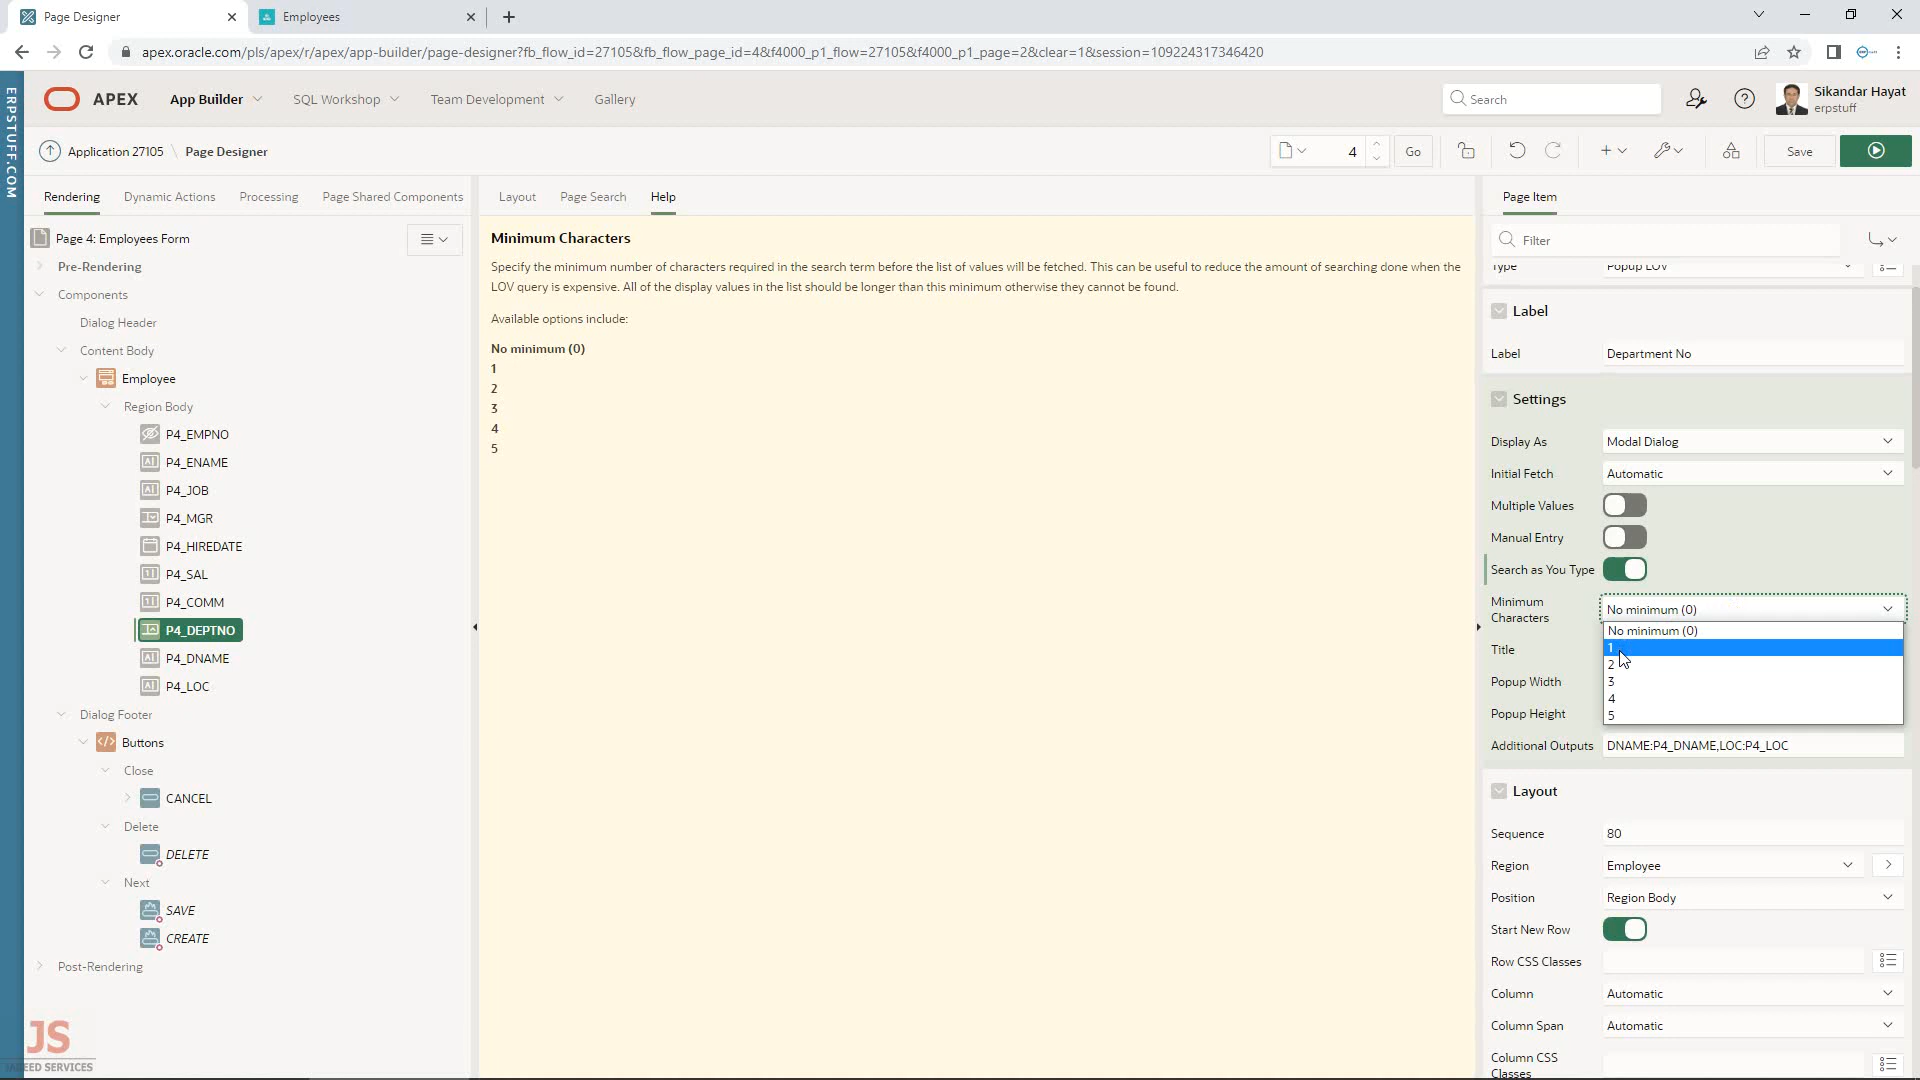 Page Designer
Employees
apex.oracle.com/pls/apex/r/apex/app-builder/page-designer?fb_flow_id=27105&fb_flow_page_id=4&f4000_p1_flow=27105&f4000_p1_page=2&clear=1&session=109224317346420
ERPSTUFF.COM
APEX
App Builder
SQL Workshop
Team Development
Gallery
Search
Sikandar Hayat
erpstuff
Application 27105 \ Page Designer
4
Go
Save
Rendering
Dynamic Actions
Processing
Page Shared Components
Page 4: Employees Form
Pre-Rendering
Components
Dialog Header
Content Body
Employee
Region Body
P4_EMPNO
P4_ENAME
P4_JOB
P4_MGR
P4_HIREDATE
P4_SAL
P4_COMM
P4_DEPTNO
P4_DNAME
P4_LOC
Dialog Footer
Buttons
Close
CANCEL
Delete
DELETE
Next
SAVE
CREATE
Post-Rendering
JS
SERVICES
Layout
Page Search
Help
Minimum Characters
Specify the minimum number of characters required in the search term before the list of values will be fetched. This can be useful to reduce the amount of searching done when the
LOV query is expensive. All of the display values in the list should be longer than this minimum otherwise they cannot be found.
Available options include:
No minimum (0)
1
2
3
4
5
Page Item
Filter
Type Popup LOV
Label
Label Department No
Settings
Display As Modal Dialog
Initial Fetch Automatic
Multiple Values
Manual Entry
Search as You Type
Minimum
Characters
No minimum (0)
No minimum (0)
1
2
3
4
5
Title
Popup Width
Popup Height
Additional Outputs DNAME:P4_DNAME,LOC:P4_LOC
Layout
Sequence 80
Region Employee
Position Region Body
Start New Row
Row CSS Classes
Column Automatic
Column Span Automatic
Column CSS
Classes